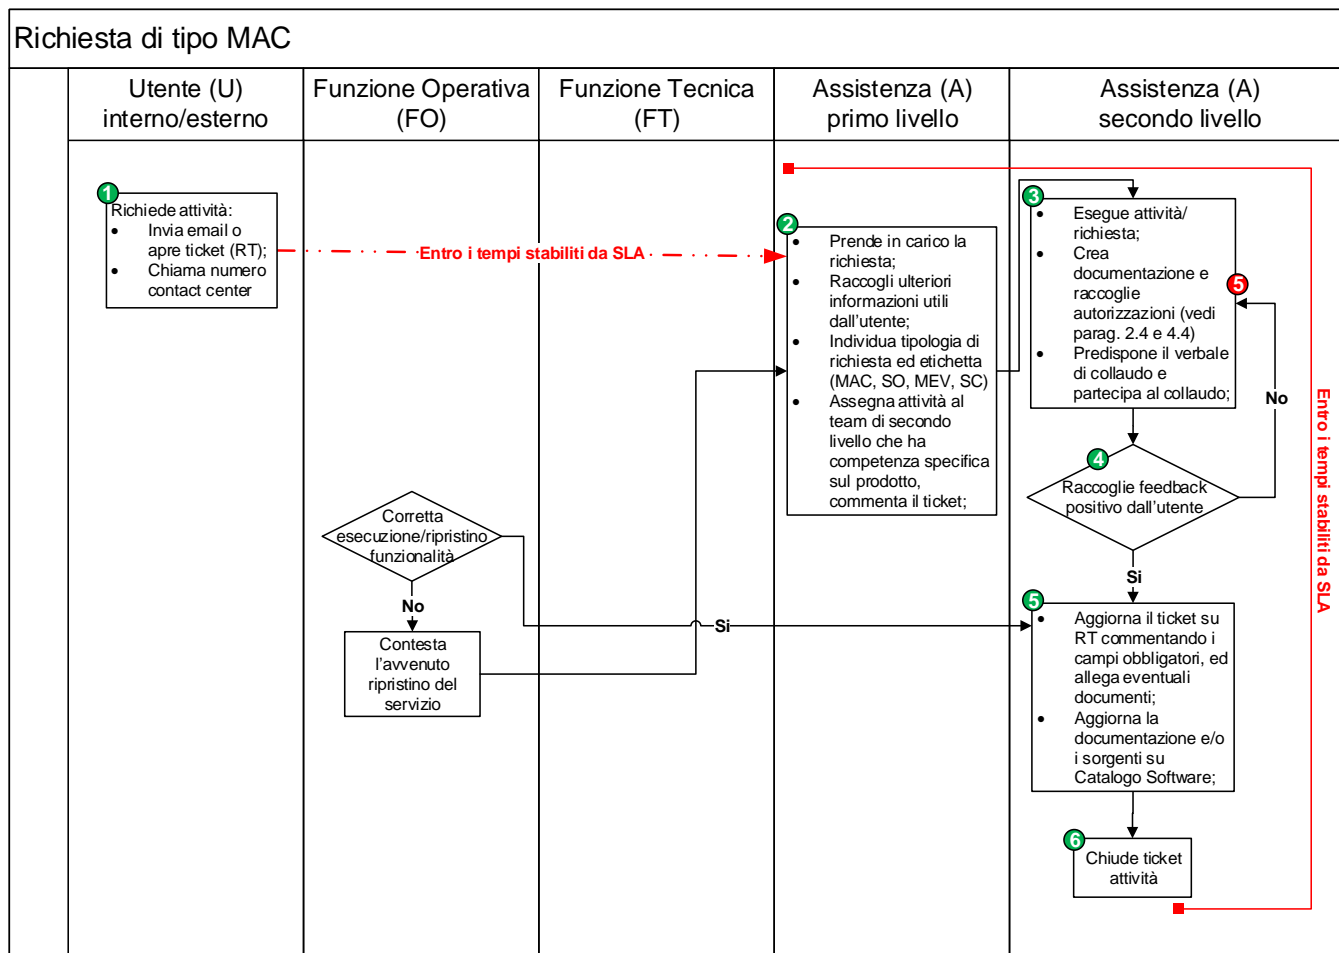 Richiesta di tipo MAC
Utente (U)
interno/esterno
Funzione Operativa
(FO)
Funzione Tecnica
(FT)
Assistenza (A)
primo livello
Assistenza (A)
secondo livello
1
Richiede attività:
• Invia email o
apre ticket (RT);
• Chiama numero
contact center
Entro i tempi stabiliti da SLA
2
• Prende in carico la
richiesta;
• Raccogli ulteriori
informazioni utili
dall'utente;
• Individua tipologia di
richiesta ed etichetta
(MAC, SO, MEV, SC)
• Assegna attività al
team di secondo
livello che ha
competenza specifica
sul prodotto,
commenta il ticket;
3
• Esegue attività/
richiesta;
• Crea
documentazione e
raccoglie
autorizzazioni (vedi
parag. 2.4 e 4.4)
• Predispone il verbale
di collaudo e
partecipa al collaudo;
5
No
Entro i tempi stabiliti da SLA
4
Raccoglie feedback
positivo dall'utente
Si
Corretta
esecuzione/ripristino
funzionalità
No
Si
Contesta
l'avvenuto
ripristino del
servizio
5
• Aggiorna il ticket su
RT commentando i
campi obbligatori, ed
allega eventuali
documenti;
• Aggiorna la
documentazione e/o
i sorgenti su
Catalogo Software;
6
Chiude ticket
attività